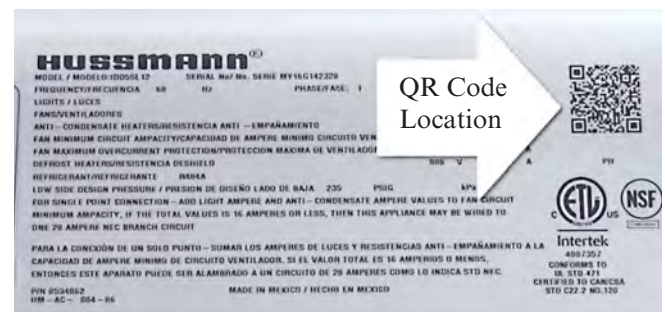 HUSSMANN®
MODEL / MODELO: ID05SL12 SERIAL No/ No. SERIE MY16G142320
FREQUENCY/FRECUENCIA 60 Hz PHASE/FASE. 1
LIGHTS / LUCES
FANS/VENTILADORES
ANTI – CONDENSATE HEATERS/RESISTENCIA ANTI – EMPAÑAMIENTO
FAN MINIMUM CIRCUIT AMPACITY/CAPACIDAD DE AMPERE MINIMO CIRCUITO VEN
FAN MAXIMUM OVERCURRENT PROTECTION/PROTECCION MAXIMA DE VENTILADOR
DEFROST HEATERS/RESISTENCIA DESHIELO V A PH
REFRIGERANT/REFRIGERANTE R404A
LOW SIDE DESIGN PRESSURE / PRESION DE DISEÑO LADO DE BAJA 235 PSIG kPa
FOR SINGLE POINT CONNECTION – ADD LIGHT AMPERE AND ANTI – CONDENSATE AMPERE VALUES TO FAN CIRCUIT
MINIMUM AMPACITY, IF THE TOTAL VALUES IS 16 AMPERES OR LESS, THEN THIS APPLIANCE MAY BE WIRED TO
ONE 20 AMPERE NEC BRANCH CIRCUIT
PARA LA CONEXIÓN DE UN SOLO PUNTO – SUMAR LOS AMPERES DE LUCES Y RESISTENCIAS ANTI – EMPAÑAMIENTO A LA
CAPACIDAD DE AMPERE MINIMO DE CIRCUITO VENTILADOR. SI EL VALOR TOTAL ES 16 AMPERIOS O MENOS,
ENTONCES ESTE APARATO PUEDE SER ALAMBRADO A UN CIRCUITO DE 20 AMPERES COMO LO INDICA STD NEC.
P/N 0534062 MADE IN MEXICO / HECHO EN MEXICO
HM – AC – 004 – 06
QR Code
Location
C ETL US
NSF
Intertek
4007357
CONFORMS TO
UL STD 471
CERTIFIED TO CAN/CSA
STD C22.2 NO.120